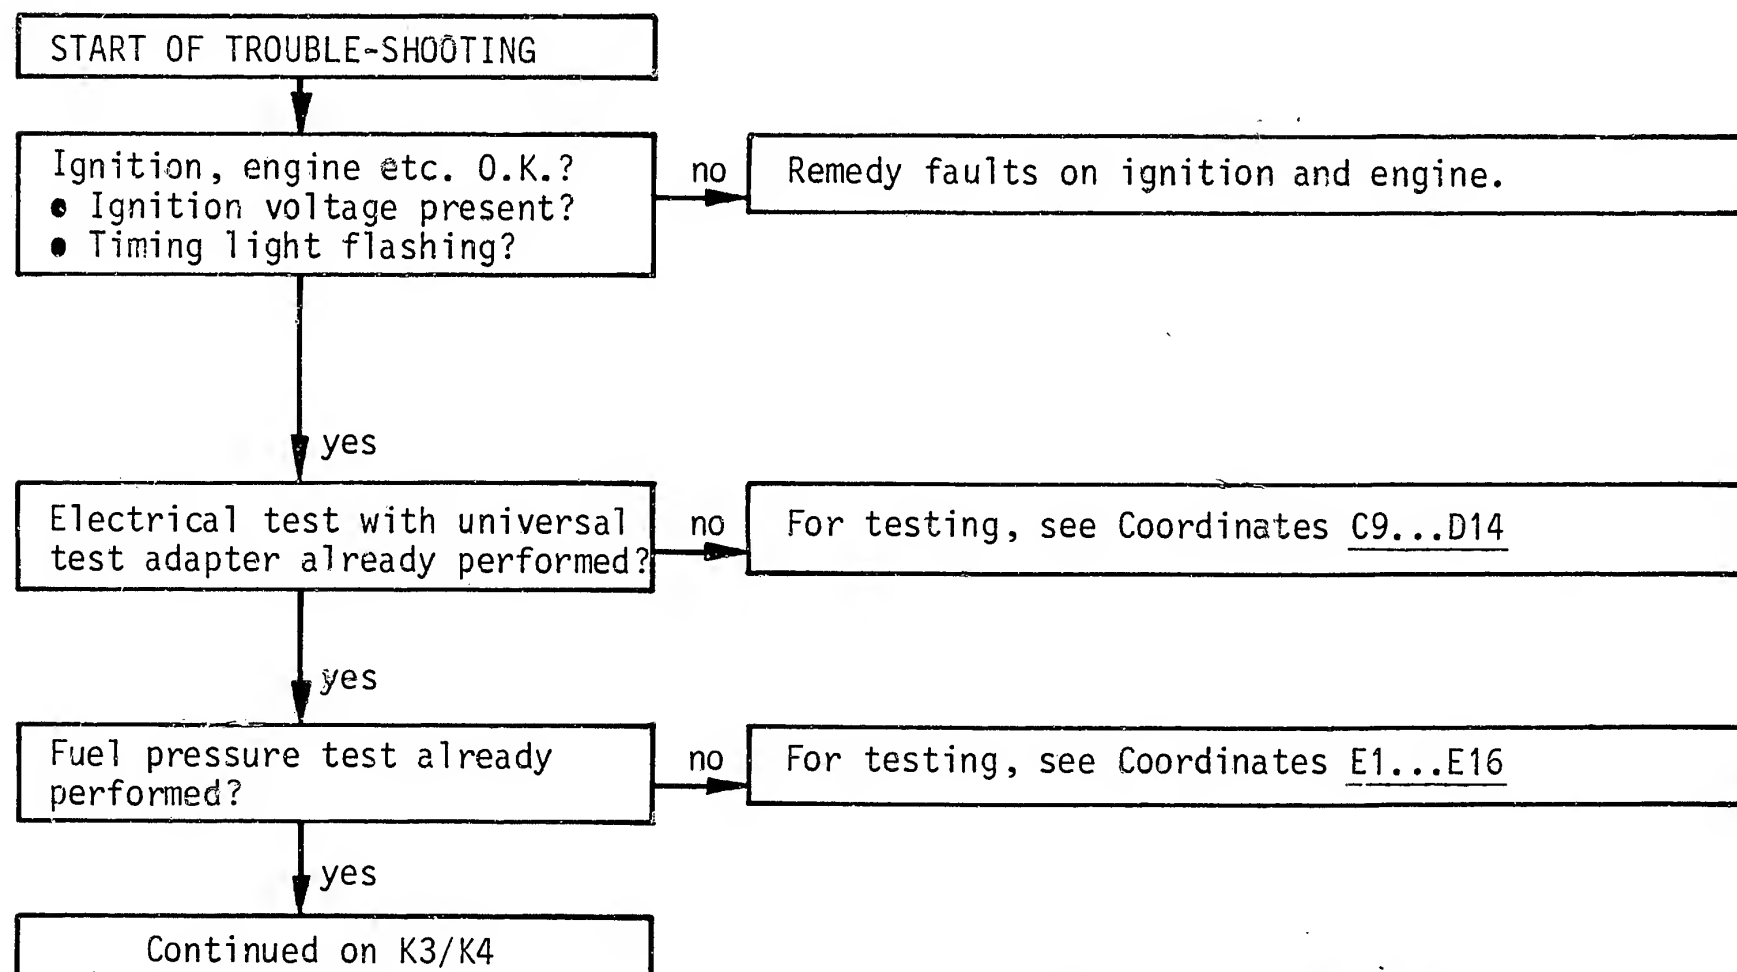 START OF TROUBLE-SHOOTING
Ignition, engine etc. O.K.?
• Ignition voltage present?
• Timing light flashing?
no
Remedy faults on ignition and engine.
yes
Electrical test with universal
test adapter already performed?
no
For testing, see Coordinates C9...D14
yes
Fuel pressure test already
performed?
no
For testing, see Coordinates E1...E16
yes
Continued on K3/K4